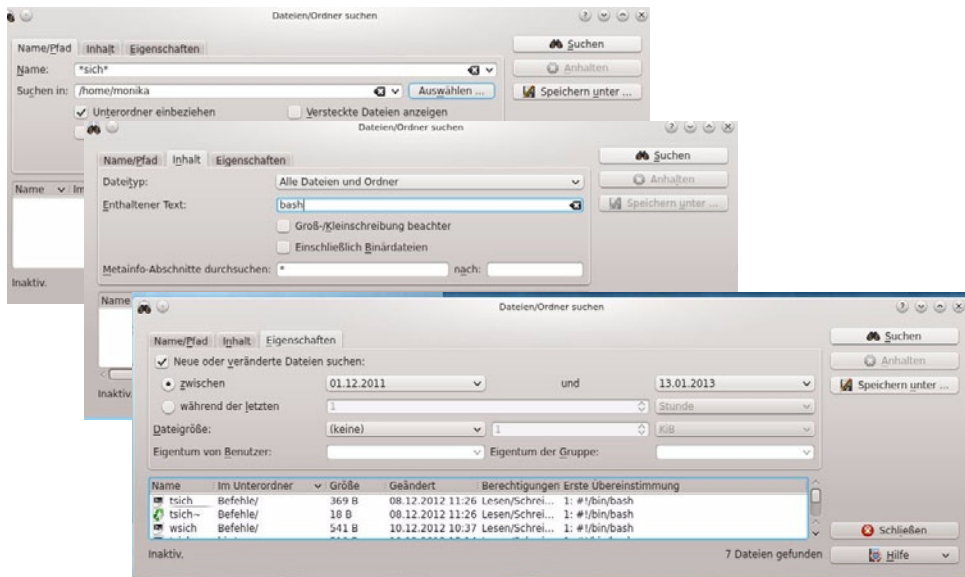 Dateien/Ordner suchen
Name/Pfad Inhalt Eigenschaften
Suchen
Name: *sich*
Anhalten
Suchen in: /home/monika Auswählen ...
Speichern unter ...
Unterordner einbeziehen Versteckte Dateien anzeigen
Name
Inaktiv.
Dateien/Ordner suchen
Name/Pfad Inhalt Eigenschaften
Suchen
Dateityp: Alle Dateien und Ordner
Anhalten
Enthaltener Text: bash
Speichern unter ...
Groß-/Kleinschreibung beachter
Einschließlich Binärdateien
Metainfo-Abschnitte durchsuchen: * nach:
Name
Inaktiv.
Dateien/Ordner suchen
Name/Pfad Inhalt Eigenschaften
Suchen
Neue oder veränderte Dateien suchen:
Anhalten
zwischen 01.12.2011 und 13.01.2013
Speichern unter ...
während der letzten 1 Stunde
Dateigröße: (keine) 1 KiB
Eigentum von Benutzer: Eigentum der Gruppe:
Name Im Unterordner Größe Geändert Berechtigungen Erste Übereinstimmung
tsich Befehle/ 369 B 08.12.2012 11:26 Lesen/Schrei... 1: #!/bin/bash
tsich~ Befehle/ 18 B 08.12.2012 11:26 Lesen/Schrei... 1: #!/bin/bash
wsich Befehle/ 541 B 10.12.2012 10:37 Lesen/Schrei... 1: #!/bin/bash
Schließen
Inaktiv. 7 Dateien gefunden
Hilfe